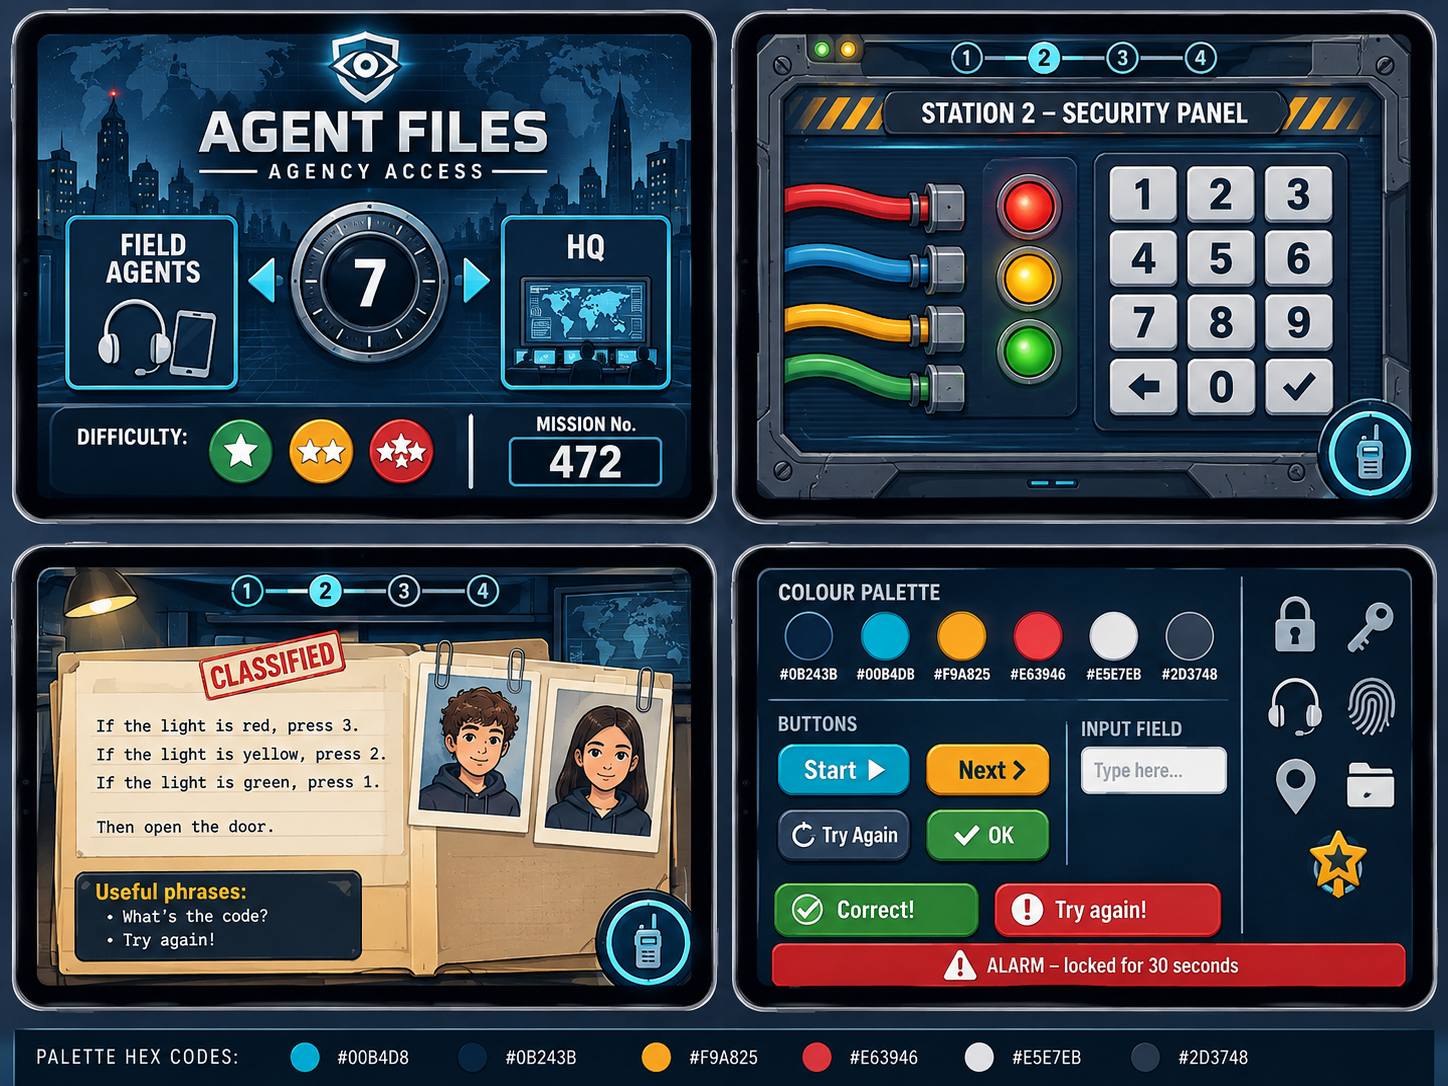 AGENT FILES
AGENCY ACCESS
FIELD
AGENTS
7
HQ
DIFFICULTY:
MISSION No.
472
1 2 3 4
STATION 2 – SECURITY PANEL
1 2 3
4 5 6
7 8 9
0
1 2 3 4
CLASSIFIED
If the light is red, press 3.
If the light is yellow, press 2.
If the light is green, press 1.
Then open the door.
Useful phrases:
• What's the code?
• Try again!
COLOUR PALETTE
#0B243B #00B4DB #F9A825 #E63946 #E5E7EB #2D3748
BUTTONS
Start
Next
Try Again
OK
INPUT FIELD
Type here...
Correct!
Try again!
ALARM – locked for 30 seconds
PALETTE HEX CODES: #00B4D8 #0B243B #F9A825 #E63946 #E5E7EB #2D3748